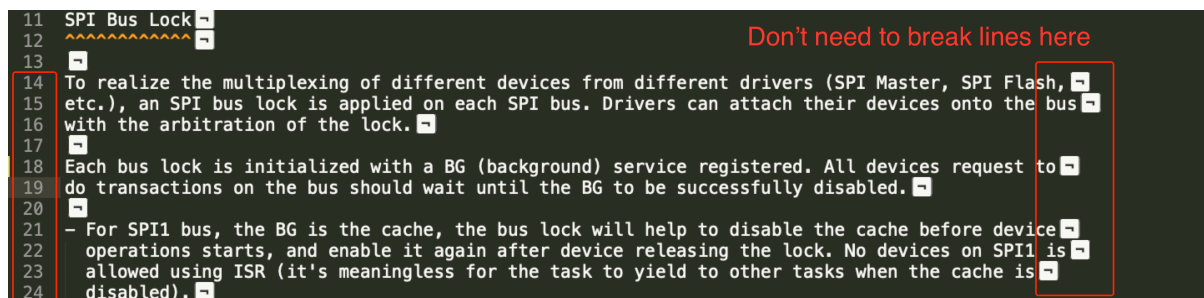 11 SPI Bus Lock¬
12 ^^^^^^^^^^^^¬
Don't need to break lines here
13 ¬
14 To realize the multiplexing of different devices from different drivers (SPI Master, SPI Flash,¬
15 etc.), an SPI bus lock is applied on each SPI bus. Drivers can attach their devices onto the bus¬
16 with the arbitration of the lock.¬
17 ¬
18 Each bus lock is initialized with a BG (background) service registered. All devices request to¬
19 do transactions on the bus should wait until the BG to be successfully disabled.¬
20 ¬
21 - For SPI1 bus, the BG is the cache, the bus lock will help to disable the cache before device¬
22 operations starts, and enable it again after device releasing the lock. No devices on SPI1 is¬
23 allowed using ISR (it's meaningless for the task to yield to other tasks when the cache is¬
24 disabled).¬